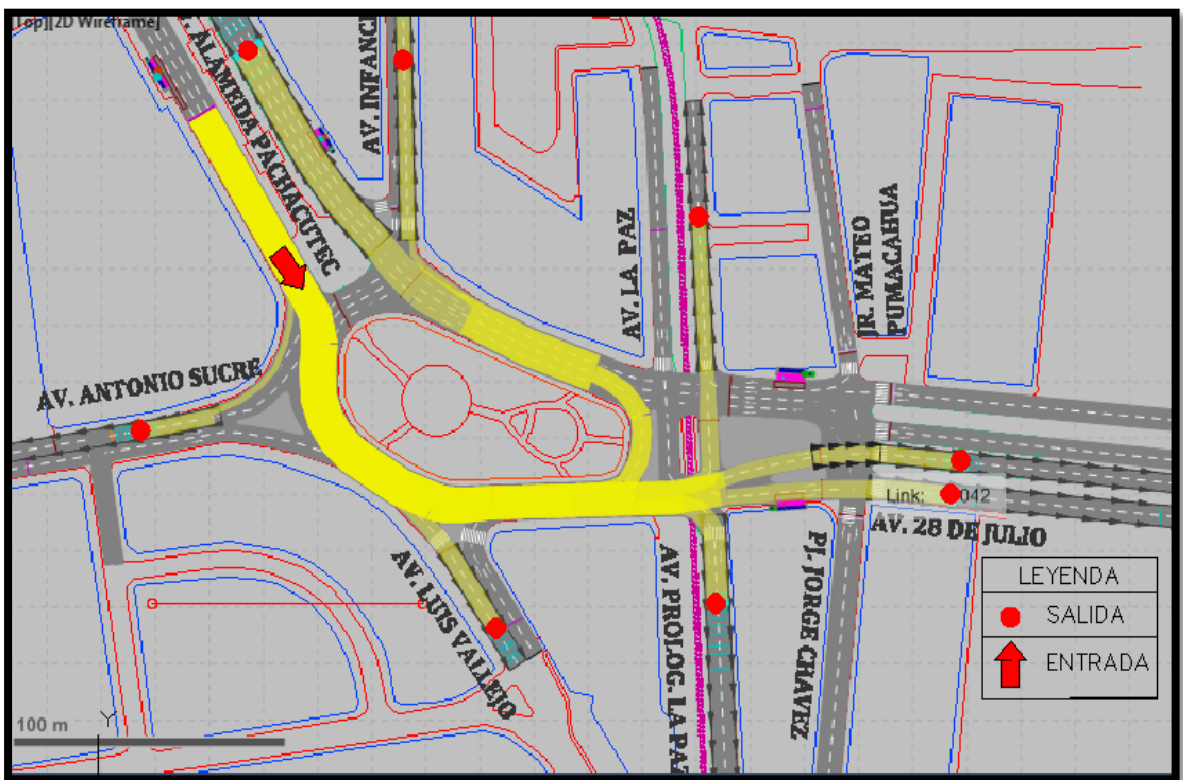 Top][2D Wireframe]
ALAMEDA PACHACUTEC
AV. INFANCI
AV. LA PAZ
JR. MATEO
PUMACAHUA
AV. ANTONIO SUCRE
Link: 042
AV. 28 DE JULIO
AV. LUIS VALLEJO
AV. PROLOG. LA PAZ
PJ. JORGE CHAVEZ
LEYENDA
SALIDA
ENTRADA
100 m
Y